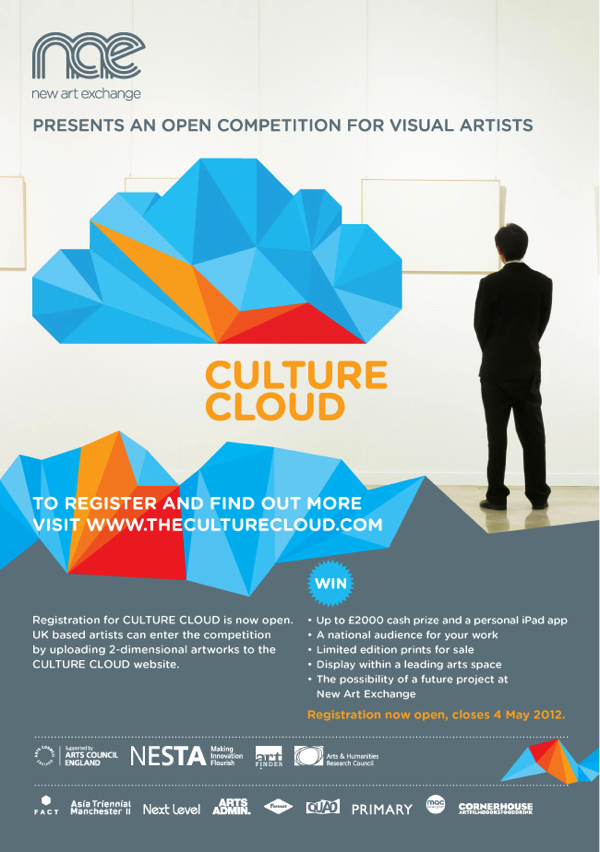 nae
new art exchange
PRESENTS AN OPEN COMPETITION FOR VISUAL ARTISTS
CULTURE
CLOUD
TO REGISTER AND FIND OUT MORE
VISIT WWW.THECULTURECLOUD.COM
WIN
Registration for CULTURE CLOUD is now open.
UK based artists can enter the competition
by uploading 2-dimensional artworks to the
CULTURE CLOUD website.
• Up to £2000 cash prize and a personal iPad app
• A national audience for your work
• Limited edition prints for sale
• Display within a leading arts space
• The possibility of a future project at
New Art Exchange
Registration now open, closes 4 May 2012.
Supported by
ARTS COUNCIL
ENGLAND
NESTA
Making
Innovation
Flourish
art
FINDER
Arts & Humanities
Research Council
FACT
Asia Triennial
Manchester II
Next Level
ARTS
ADMIN.
QUAD
PRIMARY
mac
CORNERHOUSE
ARTFILMBOOKSFOODDRINK